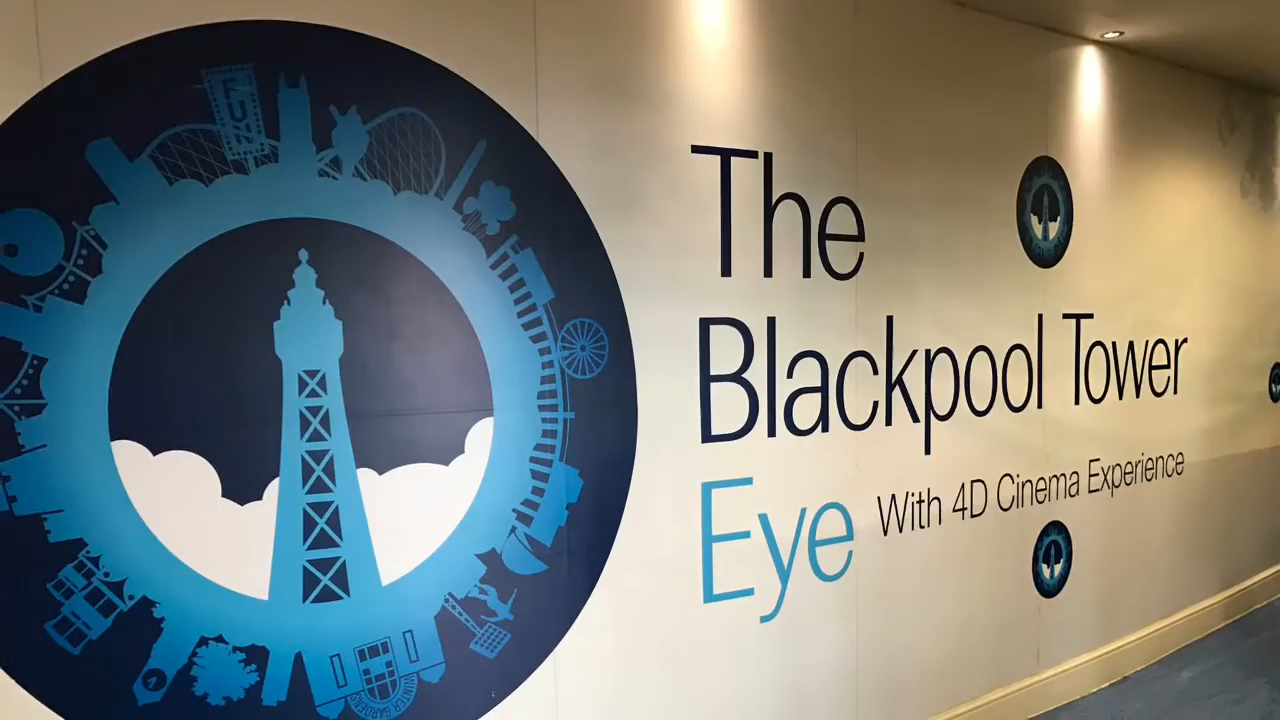 FUN
The
Blackpool Tower
Eye With 4D Cinema Experience
WINTER GARDENS